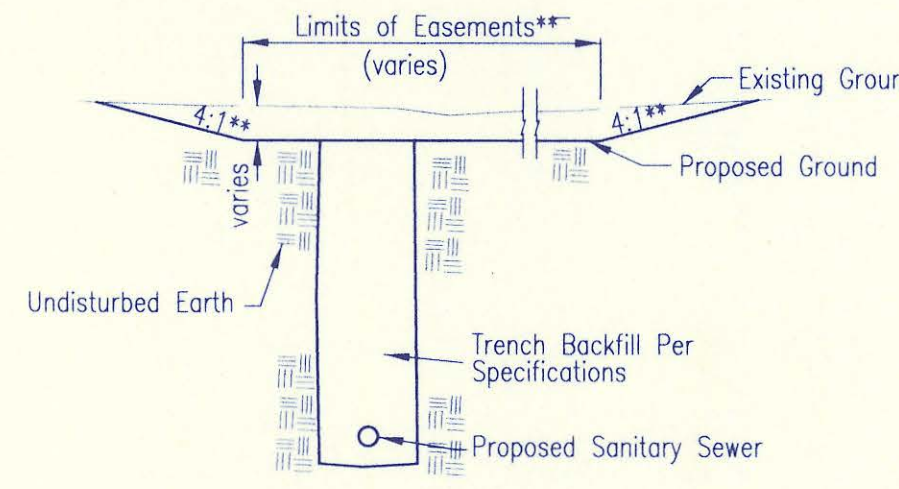 Limits of Easements**
(varies)
Existing Groun
4:1**
4:1**
Proposed Ground
varies
Undisturbed Earth
Trench Backfill Per
Specifications
Proposed Sanitary Sewer